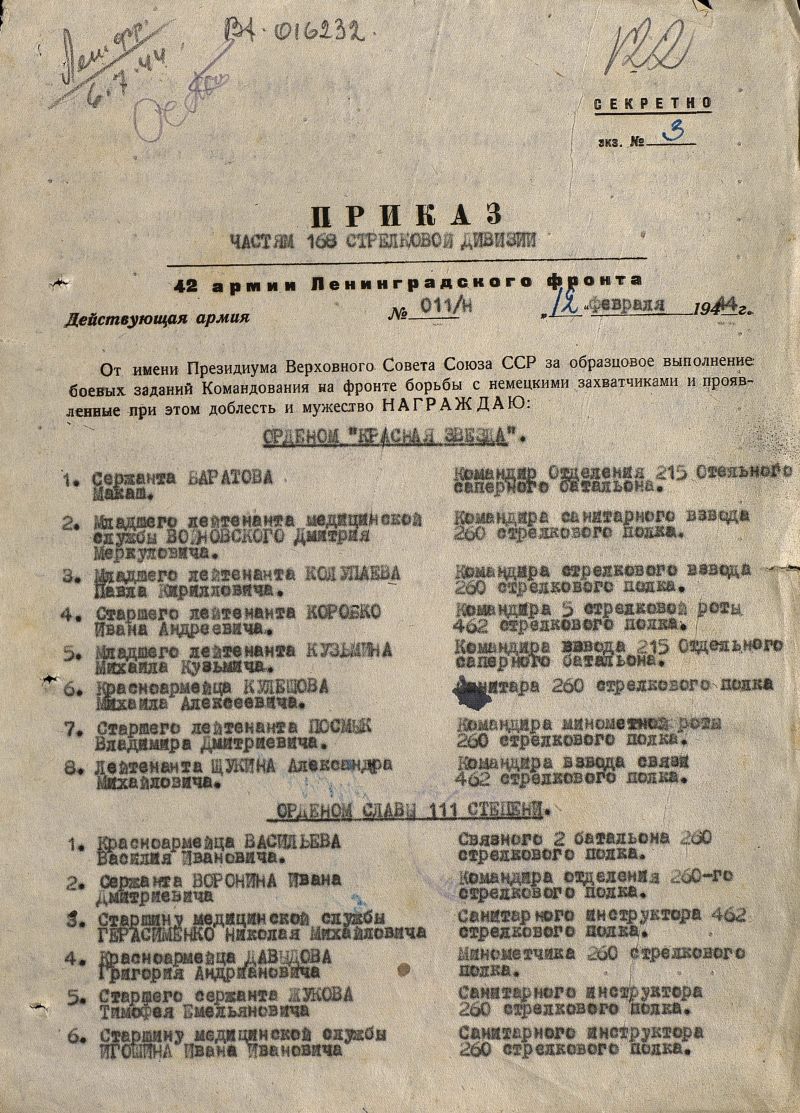 Лен. фр.
6.7.44
В4 016232
122
СЕКРЕТНО
экз. № 3
ПРИКАЗ
ЧАСТЯМ 168 СТРЕЛКОВОЙ ДИВИЗИИ
42 армии Ленинградского фронта
Действующая армия № 011/Н „12" февраля 1944 г.
От имени Президиума Верховного Совета Союза ССР за образцовое выполнение
боевых заданий Командования на фронте борьбы с немецкими захватчиками и прояв-
ленные при этом доблесть и мужество НАГРАЖДАЮ:
ОРДЕНОМ "КРАСНАЯ ЗВЕЗДА".
1. Сержанта БАРАТОВА Командир Отделения 215 Отельного
Макаш. саперного батальона.
2. Младшего лейтенанта медицинской Командира санитарного взвода
службы ВОЙНОВСКОГО Дмитрия 260 стрелкового полка.
Меркуловича.
3. Младшего лейтенанта КОЛУПАЕВА Командира стрелкового взвода
Павла Кирилловича. 260 стрелкового полка.
4. Старшего лейтенанта КОРОБКО Командира 5 стрелковой роты
Ивана Андреевича. 462 стрелкового полка.
5. Младшего лейтенанта КУЗЬМИНА Командира взвода 215 Отдельного
Михаила Кузьмича. саперного батальона.
6. Красноармейца КУЛЕШОВА Санитара 260 стрелкового полка
Михаила Алексеевича.
7. Старшего лейтенанта ПОСМЫК Командира минометной роты
Владимира Дмитриевича. 260 стрелкового полка.
8. Лейтенанта ЩУКИНА Александра Командира взвода связи
Михайловича. 462 стрелкового полка.
ОРДЕНОМ СЛАВЫ 111 СТЕПЕНИ.
1. Красноармейца ВАСИЛЬЕВА Связного 2 батальона 260
Василия Ивановича. стрелкового полка.
2. Сержанта ВОРОНИНА Ивана Командира отделения 260-го
Дмитриевича стрелкового полка.
3. Старшину медицинской службы Санитарного инструктора 462
ГЕРАСИМЕНКО Николая Михайловича стрелкового полка.
4. Красноармейца ДАВЫДОВА Минометчика 260 стрелкового
Григория Андриановича полка.
5. Старшего сержанта ЖУКОВА Санитарного инструктора
Тимофея Емельяновича 260 стрелкового полка.
6. Старшину медицинской службы Санитарного инструктора
ИГОШИНА Ивана Ивановича 260 стрелкового полка.